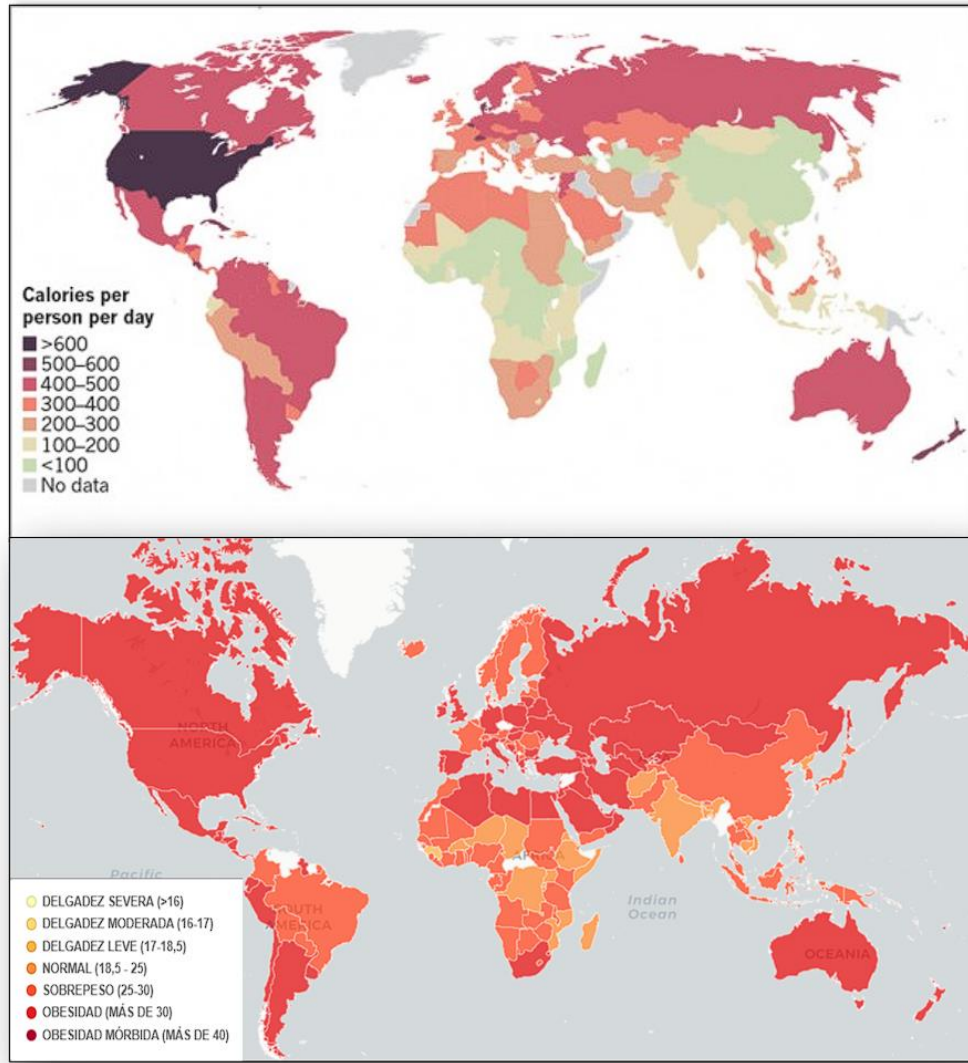 Calories per
person per day
>600
500–600
400–500
300–400
200–300
100–200
<100
No data
NORTH
AMERICA
AFRICA
Pacific
Indian
Ocean
SOUTH
AMERICA
OCEANIA
DELGADEZ SEVERA (>16)
DELGADEZ MODERADA (16-17)
DELGADEZ LEVE (17-18,5)
NORMAL (18,5 - 25)
SOBREPESO (25-30)
OBESIDAD (MÁS DE 30)
OBESIDAD MÓRBIDA (MÁS DE 40)